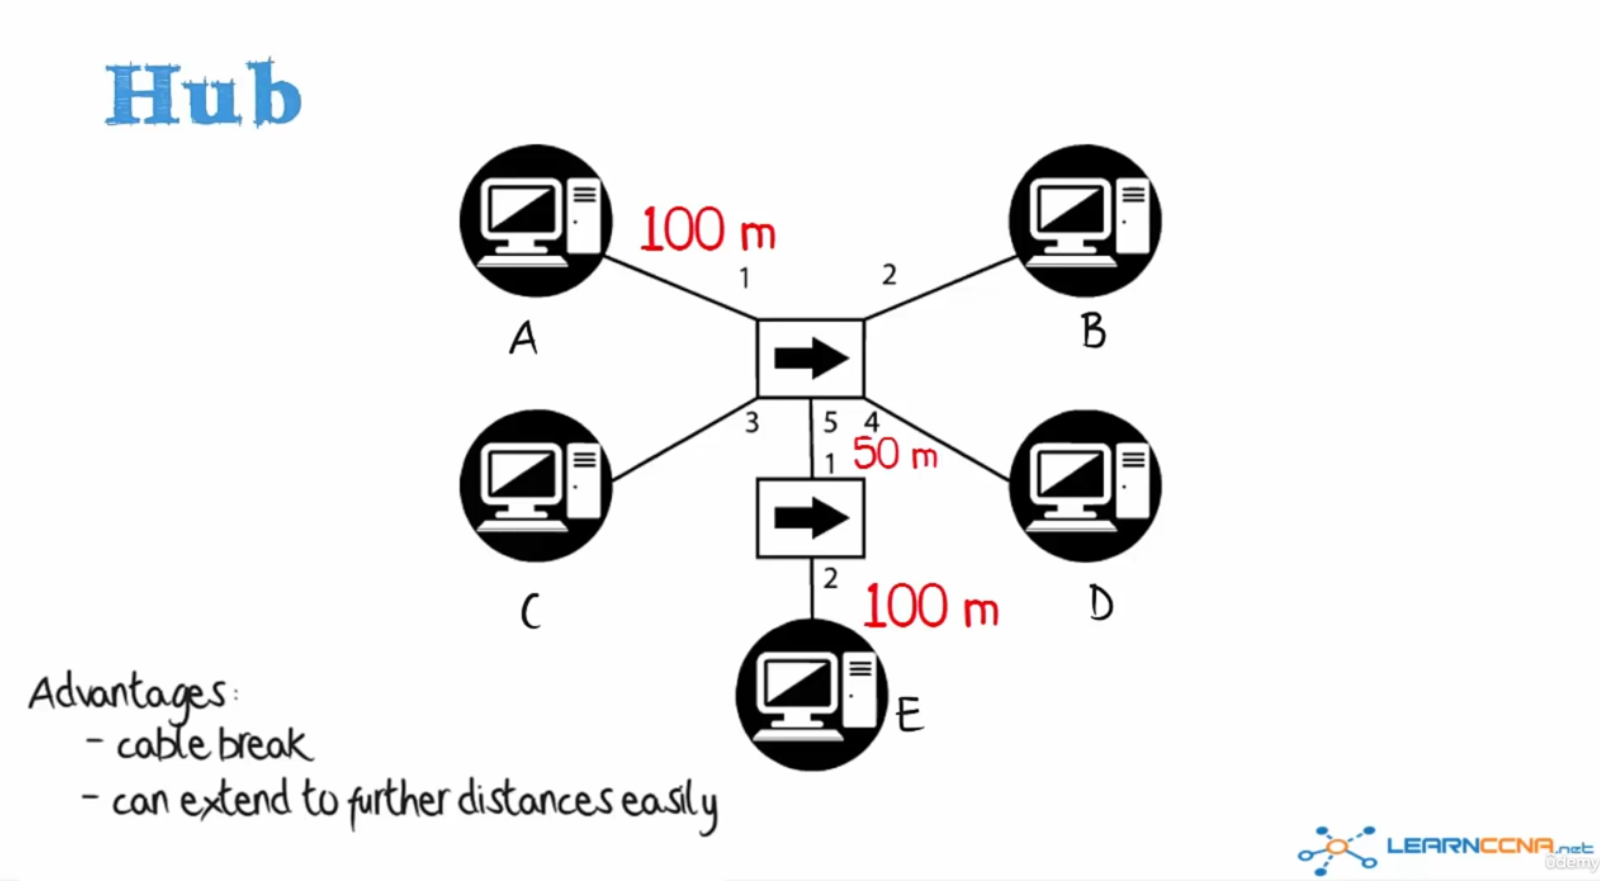 Hub
100 m
1
2
A
B
3
5
4
50 m
1
2
100 m
C
D
E
Advantages:
- cable break
- can extend to further distances easily
LEARNCCNA.net
ûdemy